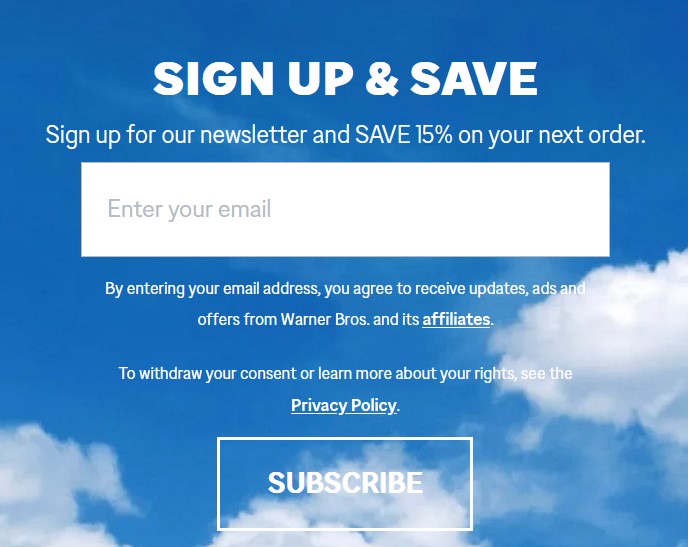 SIGN UP & SAVE
Sign up for our newsletter and SAVE 15% on your next order.
Enter your email
By entering your email address, you agree to receive updates, ads and
offers from Warner Bros. and its affiliates.
To withdraw your consent or learn more about your rights, see the
Privacy Policy.
SUBSCRIBE